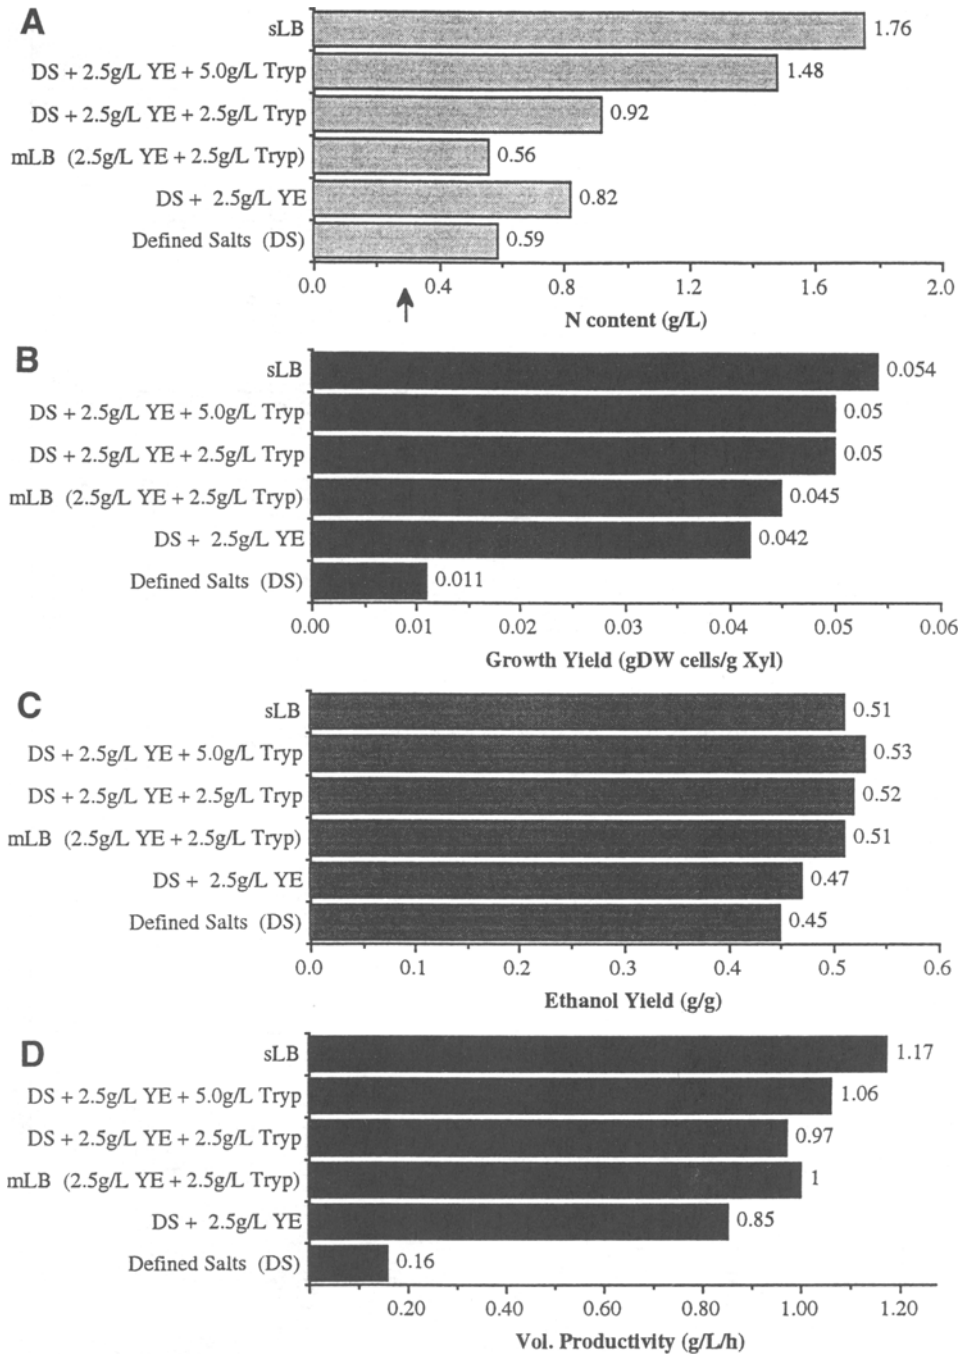 A
sLB 1.76
DS + 2.5g/L YE + 5.0g/L Tryp 1.48
DS + 2.5g/L YE + 2.5g/L Tryp 0.92
mLB (2.5g/L YE + 2.5g/L Tryp) 0.56
DS + 2.5g/L YE 0.82
Defined Salts (DS) 0.59
0.0 0.4 0.8 1.2 1.6 2.0
N content (g/L)
B
sLB 0.054
DS + 2.5g/L YE + 5.0g/L Tryp 0.05
DS + 2.5g/L YE + 2.5g/L Tryp 0.05
mLB (2.5g/L YE + 2.5g/L Tryp) 0.045
DS + 2.5g/L YE 0.042
Defined Salts (DS) 0.011
0.00 0.01 0.02 0.03 0.04 0.05 0.06
Growth Yield (gDW cells/g Xyl)
C
sLB 0.51
DS + 2.5g/L YE + 5.0g/L Tryp 0.53
DS + 2.5g/L YE + 2.5g/L Tryp 0.52
mLB (2.5g/L YE + 2.5g/L Tryp) 0.51
DS + 2.5g/L YE 0.47
Defined Salts (DS) 0.45
0.0 0.1 0.2 0.3 0.4 0.5 0.6
Ethanol Yield (g/g)
D
sLB 1.17
DS + 2.5g/L YE + 5.0g/L Tryp 1.06
DS + 2.5g/L YE + 2.5g/L Tryp 0.97
mLB (2.5g/L YE + 2.5g/L Tryp) 1
DS + 2.5g/L YE 0.85
Defined Salts (DS) 0.16
0.20 0.40 0.60 0.80 1.00 1.20
Vol. Productivity (g/L/h)